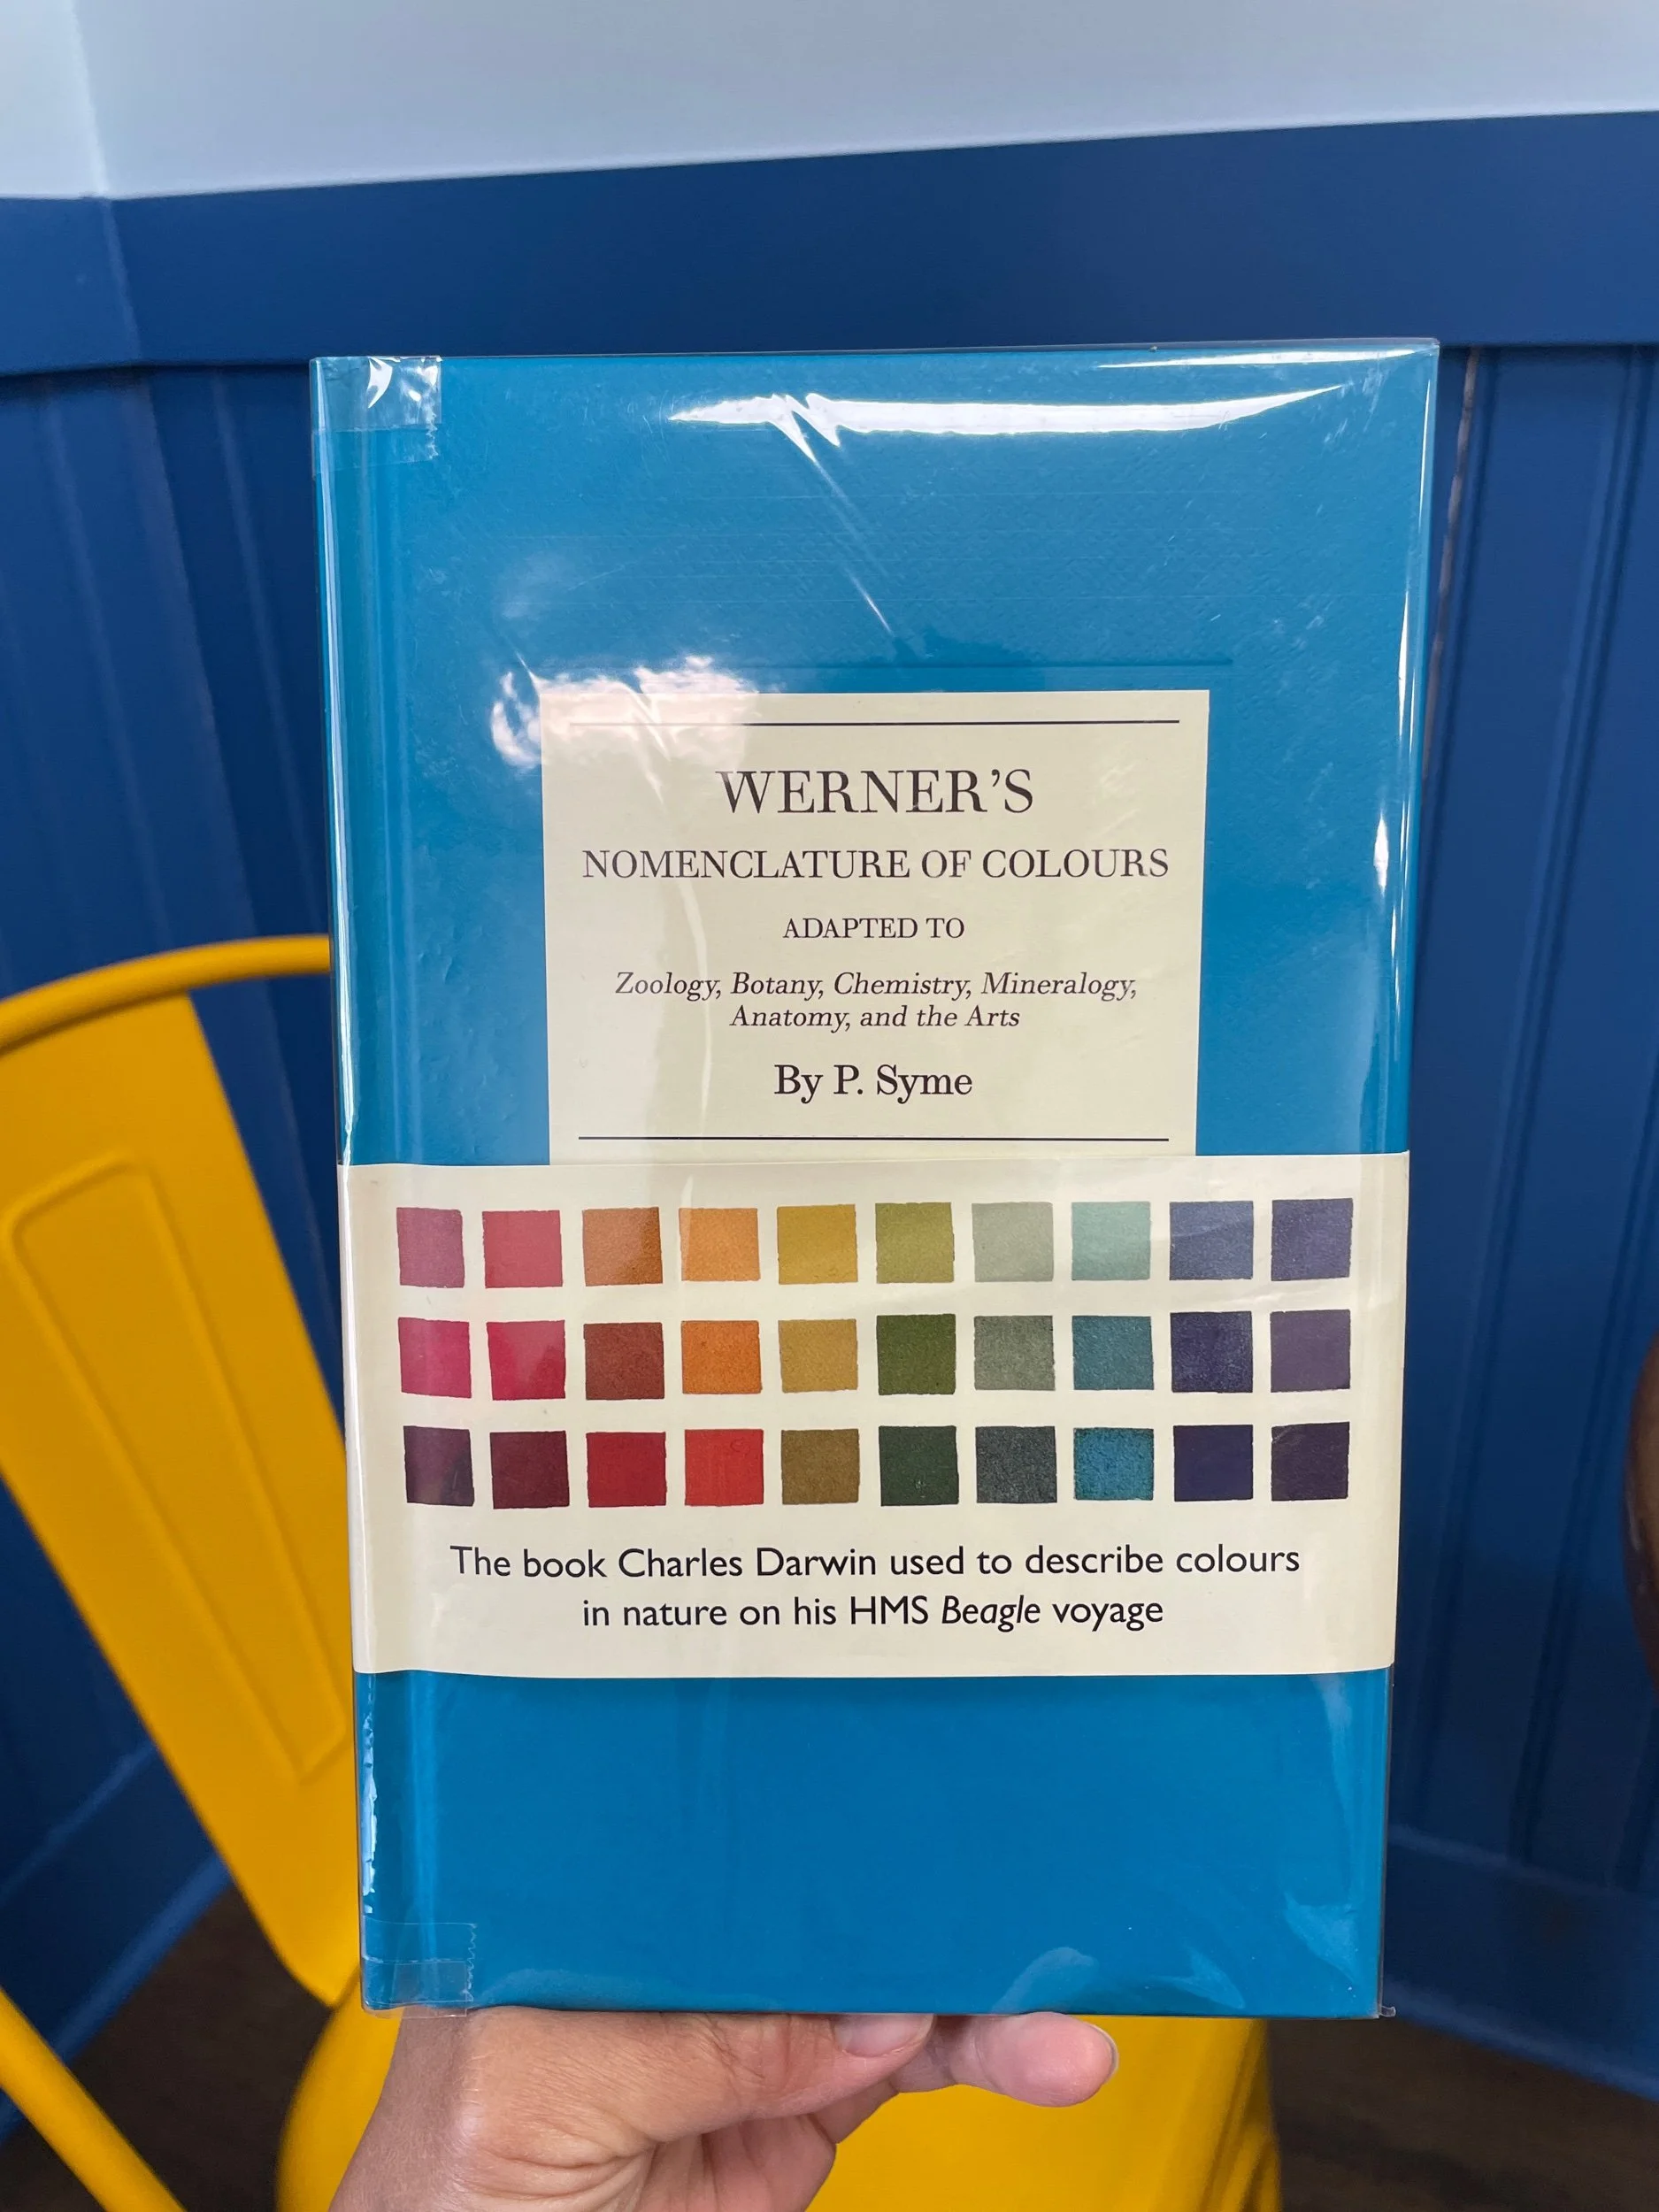 WERNER'S
NOMENCLATURE OF COLOURS
ADAPTED TO
Zoology, Botany, Chemistry, Mineralogy,
Anatomy, and the Arts
By P. Syme
The book Charles Darwin used to describe colours
in nature on his HMS Beagle voyage